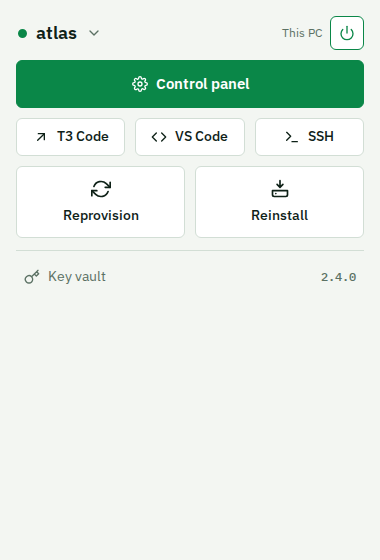 atlas
This PC
Control panel
T3 Code
VS Code
SSH
Reprovision
Reinstall
Key vault
2.4.0